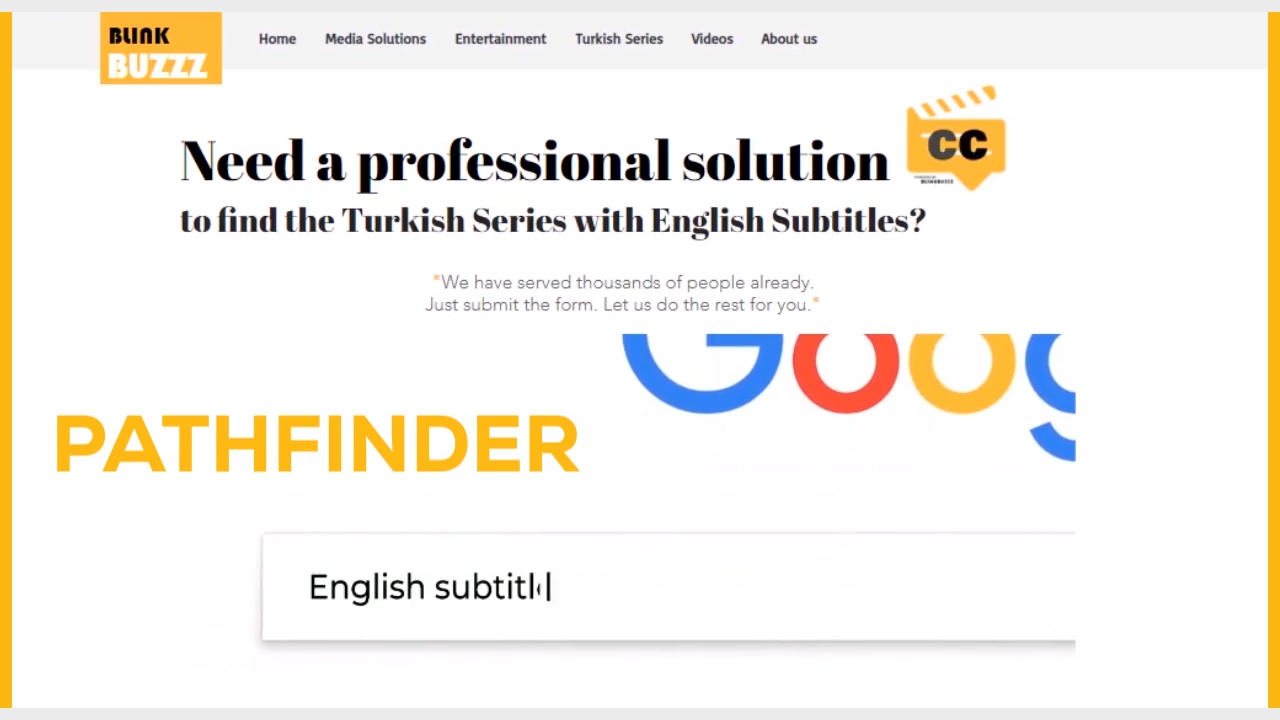 BLINK
BUZZZ
Home Media Solutions Entertainment Turkish Series Videos About us
Need a professional solution
CC
BLINKBUZZZ
to find the Turkish Series with English Subtitles?
"We have served thousands of people already.
Just submit the form. Let us do the rest for you."
Goog
PATHFINDER
English subtitl